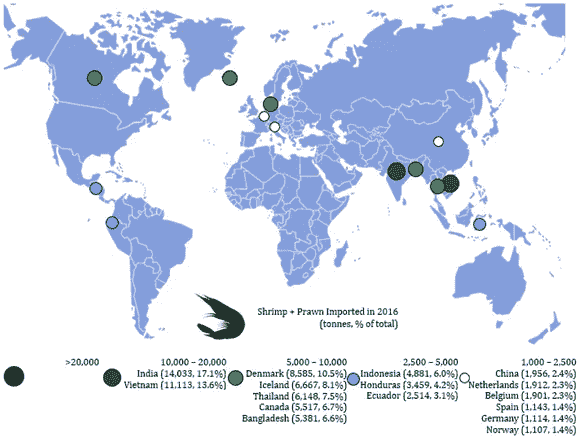 Shrimp + Prawn Imported in 2016
(tonnes, % of total)
>20,000
10,000 - 20,000
India (14,033, 17.1%)
Vietnam (11,113, 13.6%)
5,000 - 10,000
Denmark (8,585, 10.5%)
Iceland (6,667, 8.1%)
Thailand (6,148, 7.5%)
Canada (5,517, 6.7%)
Bangladesh (5,381, 6.6%)
2,500 - 5,000
Indonesia (4,881, 6.0%)
Honduras (3,459, 4.2%)
Ecuador (2,514, 3.1%)
1,000 - 2,500
China (1,956, 2.4%)
Netherlands (1,912, 2.3%)
Belgium (1,901, 2.3%)
Spain (1,143, 1.4%)
Germany (1,114, 1.4%)
Norway (1,107, 1.4%)